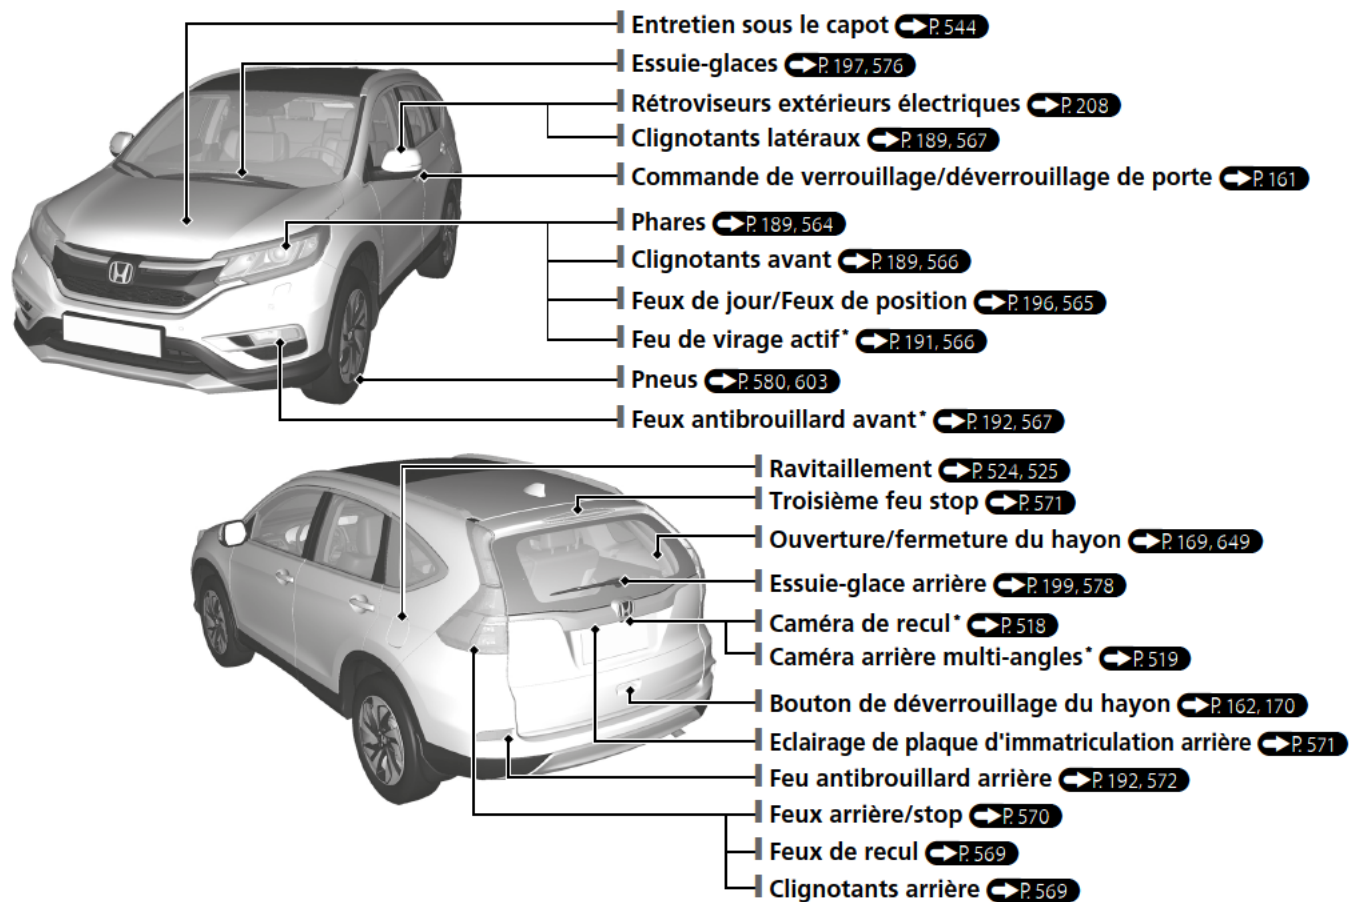 Entretien sous le capot P. 544
Essuie-glaces P. 197, 576
Rétroviseurs extérieurs électriques P. 208
Clignotants latéraux P. 189, 567
Commande de verrouillage/déverrouillage de porte P. 161
Phares P. 189, 564
Clignotants avant P. 189, 566
Feux de jour/Feux de position P. 196, 565
Feu de virage actif* P. 191, 566
Pneus P. 580, 603
Feux antibrouillard avant* P. 192, 567
Ravitaillement P. 524, 525
Troisième feu stop P. 571
Ouverture/fermeture du hayon P. 169, 649
Essuie-glace arrière P. 199, 578
Caméra de recul* P. 518
Caméra arrière multi-angles* P. 519
Bouton de déverrouillage du hayon P. 162, 170
Eclairage de plaque d'immatriculation arrière P. 571
Feu antibrouillard arrière P. 192, 572
Feux arrière/stop P. 570
Feux de recul P. 569
Clignotants arrière P. 569